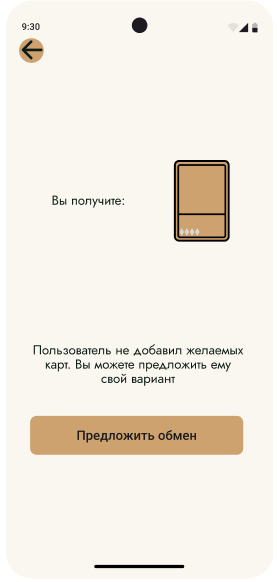 9:30
Вы получите:
Пользователь не добавил желаемых
карт. Вы можете предложить ему
свой вариант
Предложить обмен